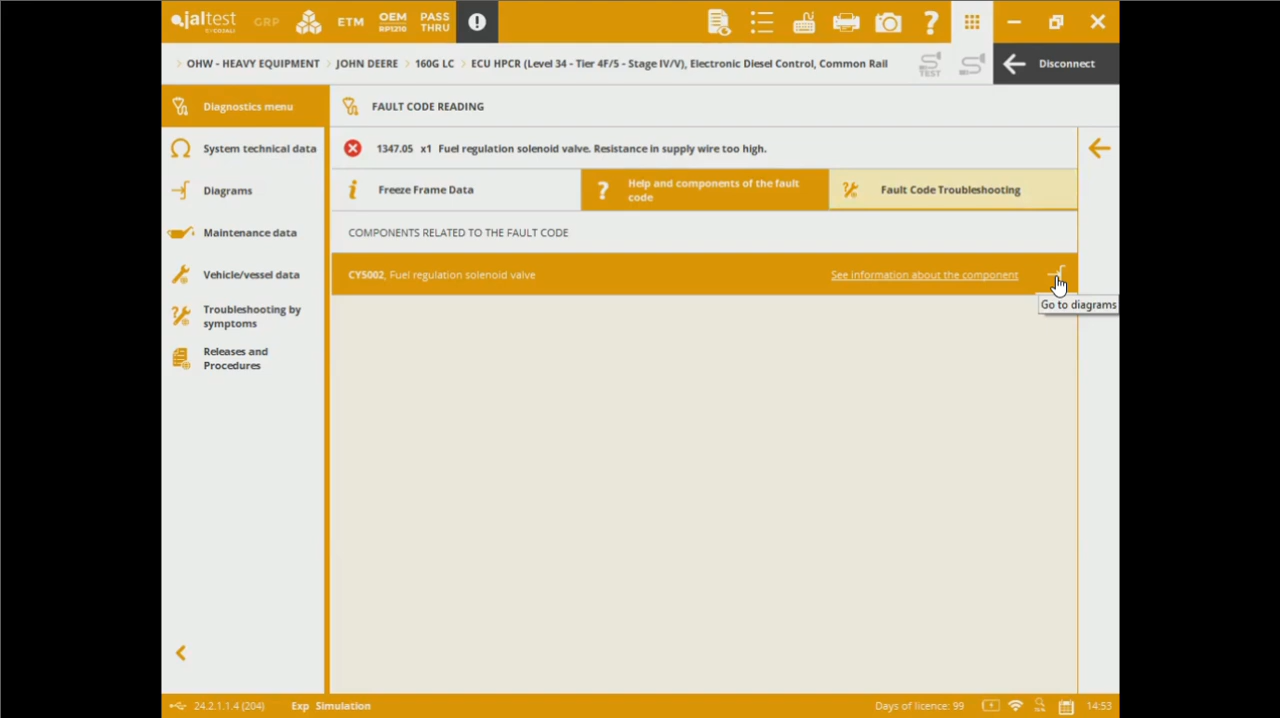 jaltest
BY COJALI
GRP
ETM
OEM
RP1210
PASS
THRU
OHW - HEAVY EQUIPMENT
JOHN DEERE
160G LC
ECU HPCR (Level 34 - Tier 4F/5 - Stage IV/V), Electronic Diesel Control, Common Rail
TEST
Disconnect
Diagnostics menu
System technical data
Diagrams
Maintenance data
Vehicle/vessel data
Troubleshooting by
symptoms
Releases and
Procedures
FAULT CODE READING
1347.05 x1 Fuel regulation solenoid valve. Resistance in supply wire too high.
Freeze Frame Data
Help and components of the fault
code
Fault Code Troubleshooting
COMPONENTS RELATED TO THE FAULT CODE
CY5002, Fuel regulation solenoid valve
See information about the component
Go to diagrams
24.2.1.1.4 (204)
Exp Simulation
Days of licence: 99
14:53